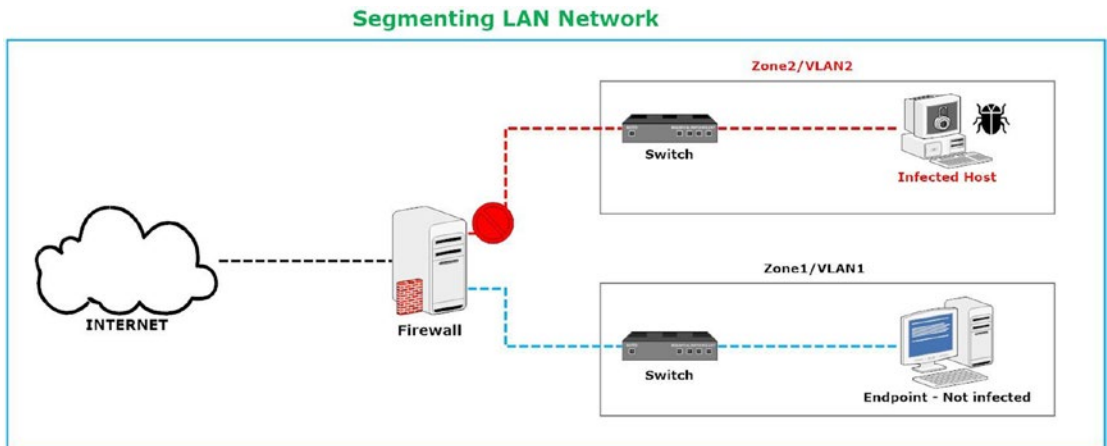 Segmenting LAN Network
Zone2/VLAN2
Switch
Infected Host
INTERNET
Firewall
Zone1/VLAN1
Switch
Endpoint - Not infected